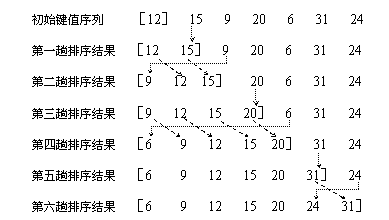 初始键值序列 [12] 15 9 20 6 31 24
第一趟排序结果 [12 15] 9 20 6 31 24
第二趟排序结果 [9 12 15] 20 6 31 24
第三趟排序结果 [9 12 15 20] 6 31 24
第四趟排序结果 [6 9 12 15 20] 31 24
第五趟排序结果 [6 9 12 15 20 31] 24
第六趟排序结果 [6 9 12 15 20 24 31]